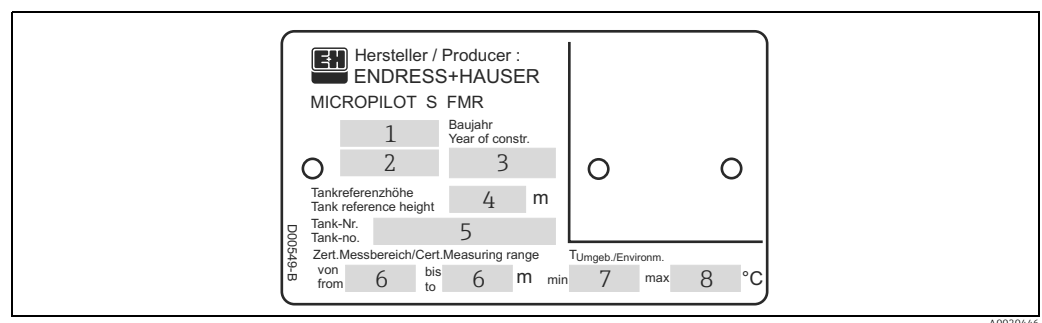 E+H
Hersteller / Producer :
ENDRESS+HAUSER
MICROPILOT S FMR
1
Baujahr
Year of constr.
2
3
Tankreferenzhöhe
Tank reference height
4 m
Tank-Nr.
Tank-no.
5
D00549-B
Zert.Messbereich/Cert.Measuring range
TUmgeb./Environm.
von
from
6
bis
to
6 m
min 7 max 8 °C
A0020446